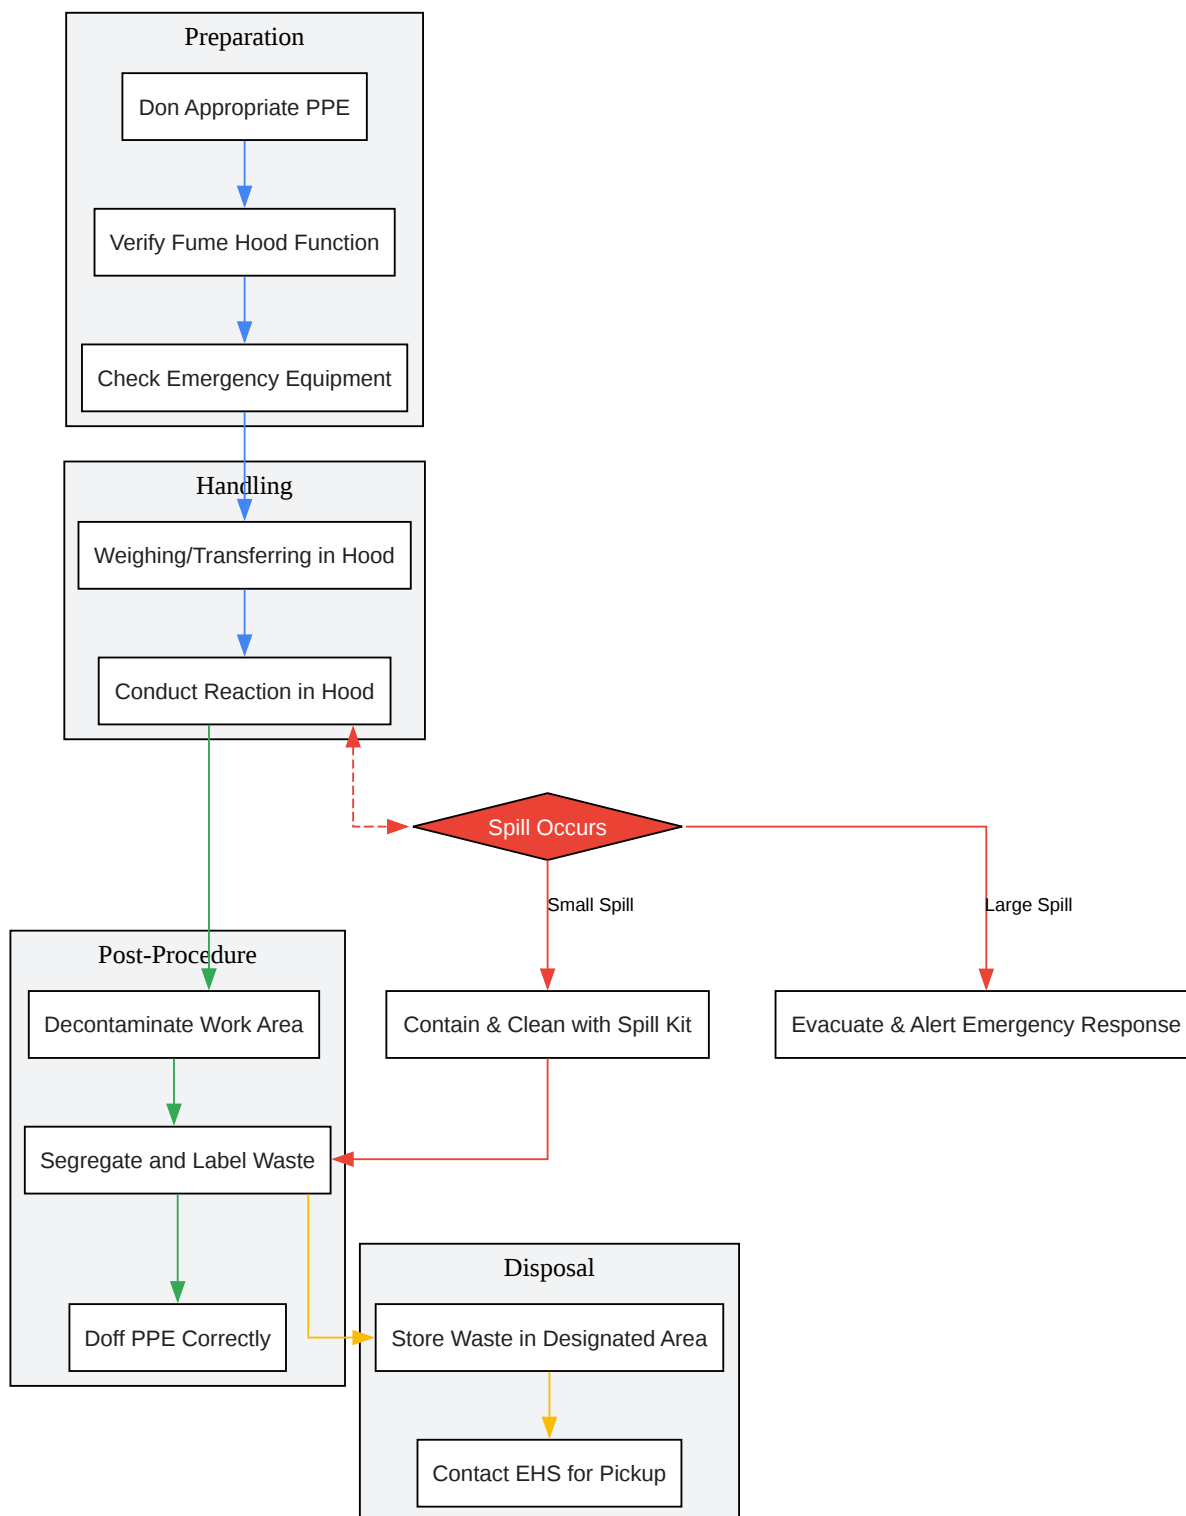 Preparation
Don Appropriate PPE
Verify Fume Hood Function
Check Emergency Equipment
Handling
Weighing/Transferring in Hood
Conduct Reaction in Hood
Spill Occurs
Small Spill
Large Spill
Post-Procedure
Decontaminate Work Area
Contain & Clean with Spill Kit
Evacuate & Alert Emergency Response
Segregate and Label Waste
Disposal
Doff PPE Correctly
Store Waste in Designated Area
Contact EHS for Pickup